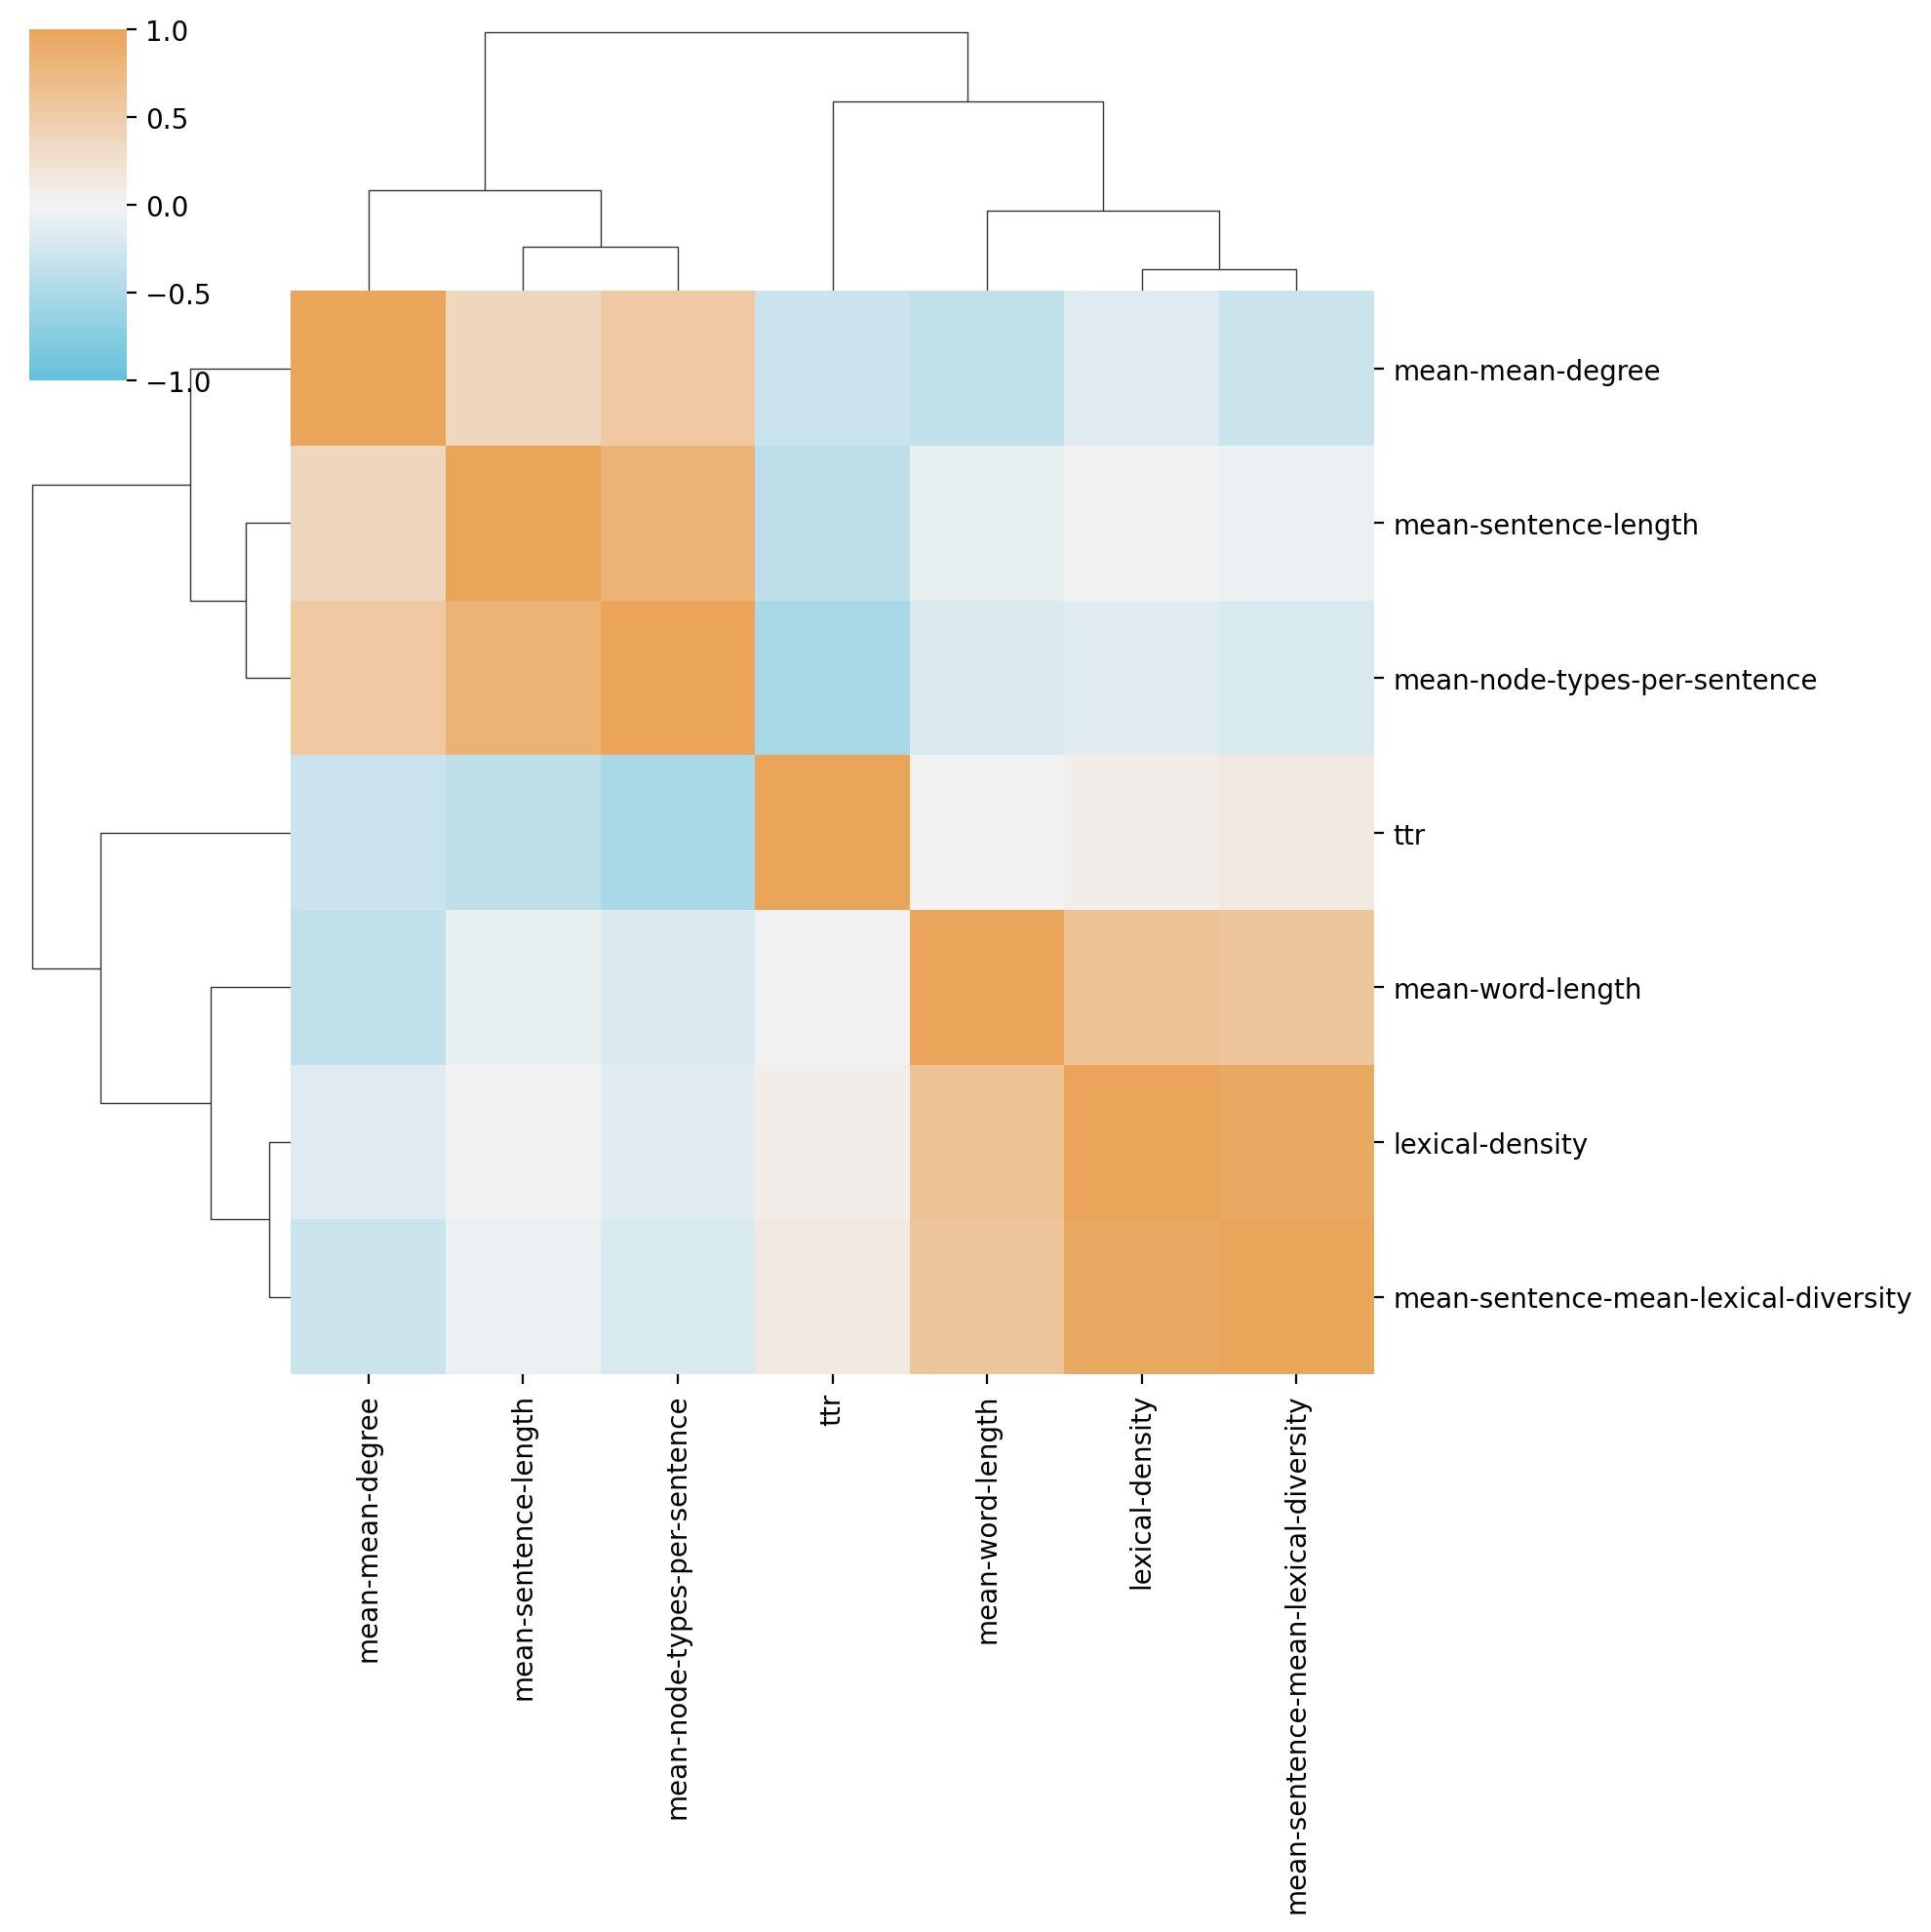 1.0
0.5
0.0
−0.5
−1.0
mean-mean-degree
mean-sentence-length
mean-node-types-per-sentence
ttr
mean-word-length
lexical-density
mean-sentence-mean-lexical-diversity
mean-mean-degree
mean-sentence-length
mean-node-types-per-sentence
ttr
mean-word-length
lexical-density
mean-sentence-mean-lexical-diversity